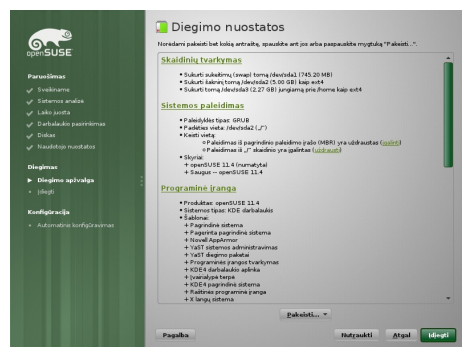 openSUSE
Paruošimas
Sveikiname
Sistemos analizė
Laiko juosta
Darbalaukio pasirinkimas
Diskas
Naudotojo nuostatos
Diegimas
Diegimo apžvalga
Įdiegti
Konfigūracija
Automatinis konfigūravimas
Diegimo nuostatos
Norėdami pakeisti bet kokią antraštę, spauskite ant jos arba paspauskite mygtuką "Pakeisti...".
Skaidinių tvarkymas
Sukurti sukeitimų (swap) tomą /dev/sda1 (745.20 MB)
Sukurti šakninį tomą /dev/sda2 (5.00 GB) kaip ext4
Sukurti tomą /dev/sda3 (2.27 GB) jungiamą prie /home kaip ext4
Sistemos paleidimas
Paleidyklės tipas: GRUB
Padėties vieta: /dev/sda2 („/“)
Keisti vietą:
Paleidimas iš pagrindinio paleidimo įrašo (MBR) yra uždraustas (įgalinti)
Paleidimas iš „/“ skaidinio yra įgalintas (uždrausti)
Skyriai:
+ openSUSE 11.4 (numatyta)
+ Saugus -- openSUSE 11.4
Programinė įranga
Produktas: openSUSE 11.4
Sistemos tipas: KDE darbalaukis
Šablonai:
+ Pagrindinė sistema
+ Pagerinta pagrindinė sistema
+ Novell AppArmor
+ YaST sistemos administravimas
+ YaST diegimo paketai
+ Programinės įrangos tvarkymas
+ KDE4 darbalaukio aplinka
+ Įvairialypė terpė
+ KDE4 pagrindinė sistema
+ Raštinės programinė įranga
+ X langų sistema
Pakeisti...
Pagalba
Nutraukti
Atgal
Įdiegti